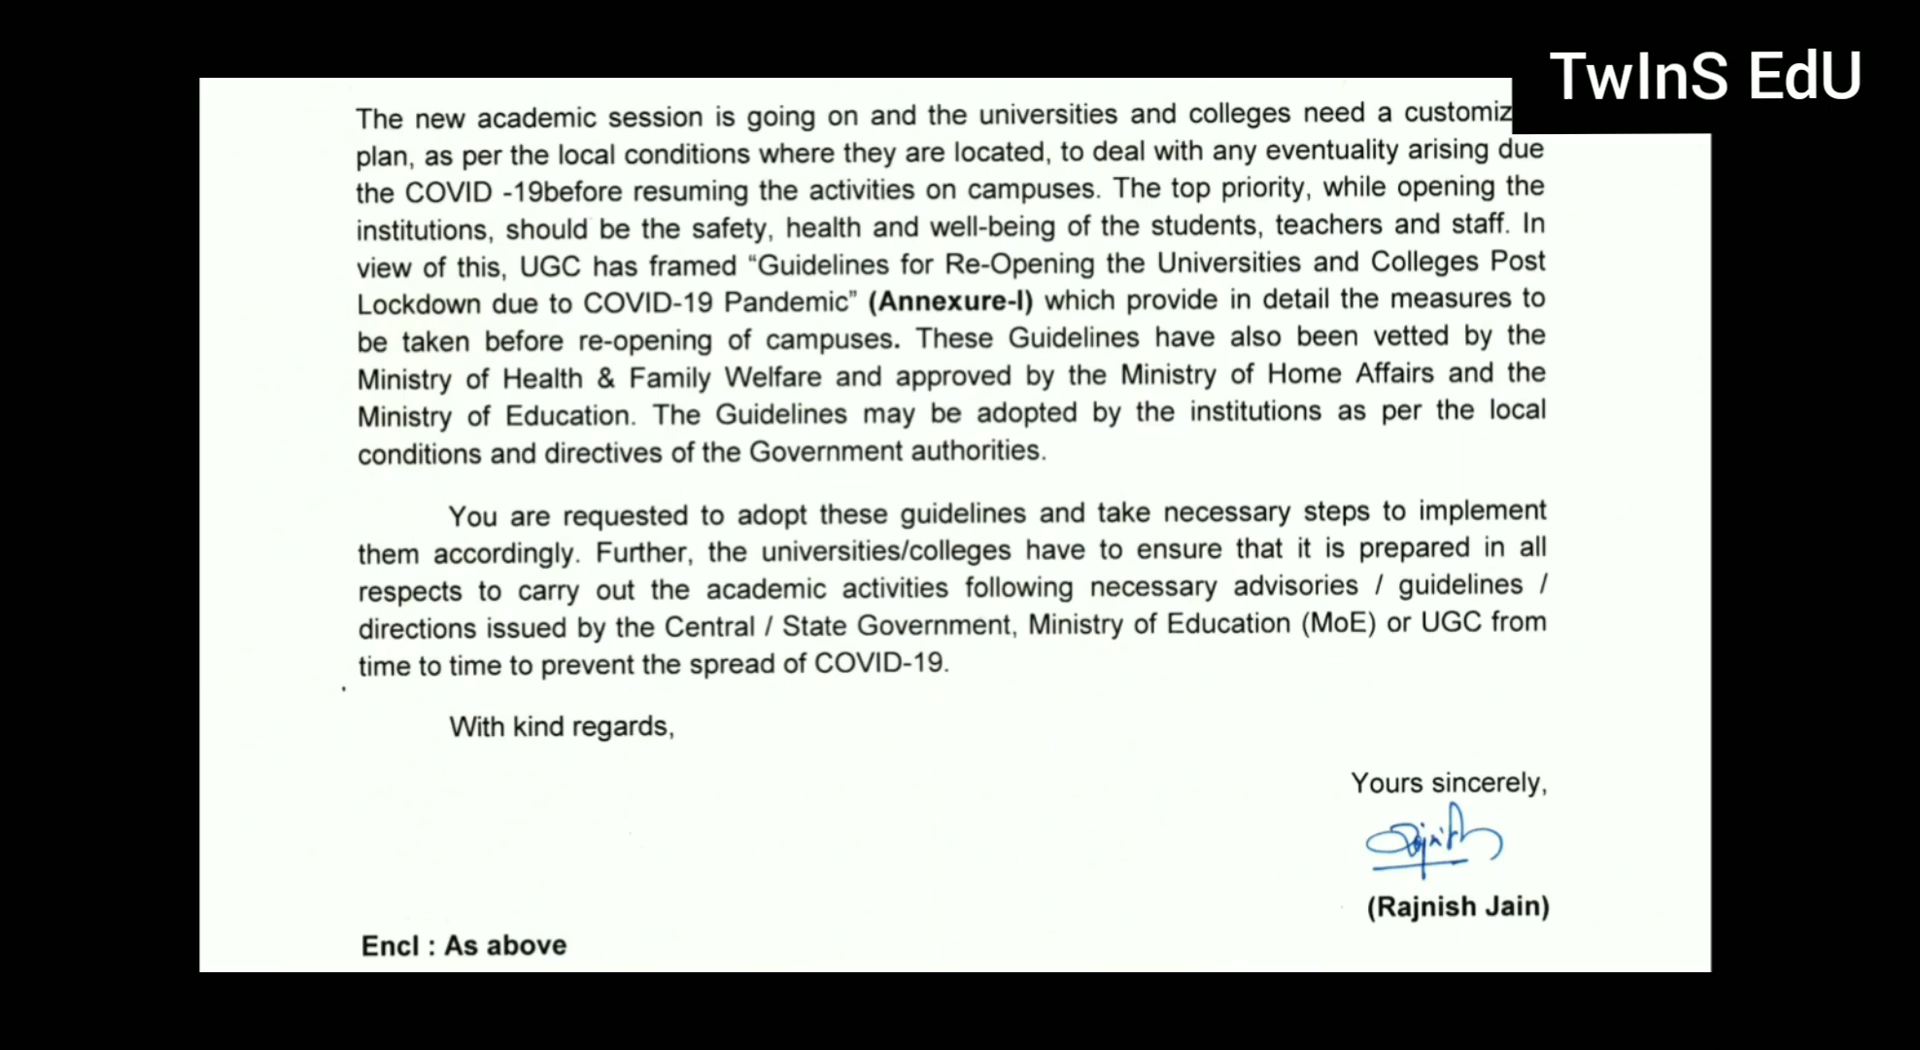 TwInS EdU
The new academic session is going on and the universities and colleges need a customiz
plan, as per the local conditions where they are located, to deal with any eventuality arising due
the COVID -19before resuming the activities on campuses. The top priority, while opening the
institutions, should be the safety, health and well-being of the students, teachers and staff. In
view of this, UGC has framed “Guidelines for Re-Opening the Universities and Colleges Post
Lockdown due to COVID-19 Pandemic” (Annexure-I) which provide in detail the measures to
be taken before re-opening of campuses. These Guidelines have also been vetted by the
Ministry of Health & Family Welfare and approved by the Ministry of Home Affairs and the
Ministry of Education. The Guidelines may be adopted by the institutions as per the local
conditions and directives of the Government authorities.
You are requested to adopt these guidelines and take necessary steps to implement
them accordingly. Further, the universities/colleges have to ensure that it is prepared in all
respects to carry out the academic activities following necessary advisories / guidelines /
directions issued by the Central / State Government, Ministry of Education (MoE) or UGC from
time to time to prevent the spread of COVID-19.
With kind regards,
Yours sincerely,
(Rajnish Jain)
Encl : As above